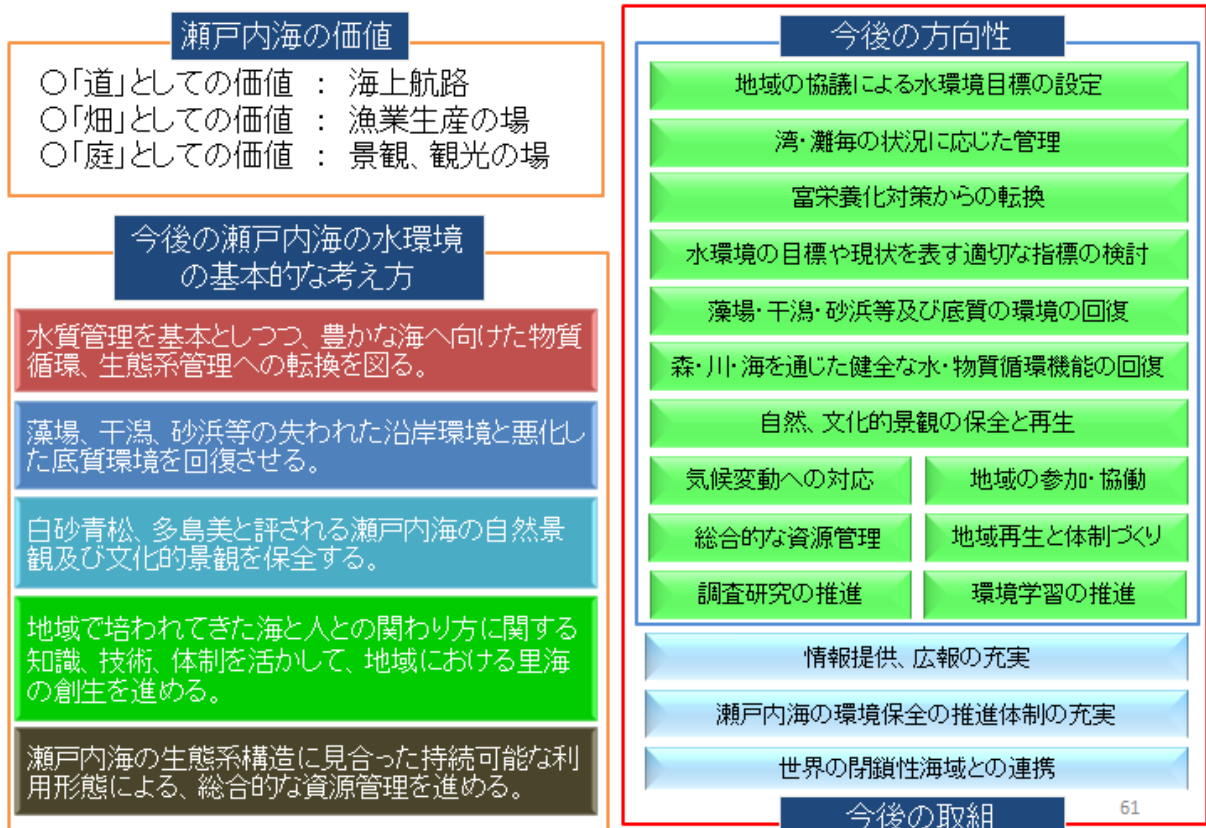 瀬戸内海の価値
○「道」としての価値 : 海上航路
○「畑」としての価値 : 漁業生産の場
○「庭」としての価値 : 景観、観光の場
今後の瀬戸内海の水環境
の基本的な考え方
水質管理を基本としつつ、豊かな海へ向けた物質
循環、生態系管理への転換を図る。
藻場、干潟、砂浜等の失われた沿岸環境と悪化し
た底質環境を回復させる。
白砂青松、多島美と評される瀬戸内海の自然景
観及び文化的景観を保全する。
地域で培われてきた海と人との関わり方に関する
知識、技術、体制を活かして、地域における里海
の創生を進める。
瀬戸内海の生態系構造に見合った持続可能な利
用形態による、総合的な資源管理を進める。
今後の方向性
地域の協議による水環境目標の設定
湾・灘毎の状況に応じた管理
富栄養化対策からの転換
水環境の目標や現状を表す適切な指標の検討
藻場・干潟・砂浜等及び底質の環境の回復
森・川・海を通じた健全な水・物質循環機能の回復
自然、文化的景観の保全と再生
気候変動への対応
地域の参加・協働
総合的な資源管理
地域再生と体制づくり
調査研究の推進
環境学習の推進
情報提供、広報の充実
瀬戸内海の環境保全の推進体制の充実
世界の閉鎖性海域との連携
今後の取組
61